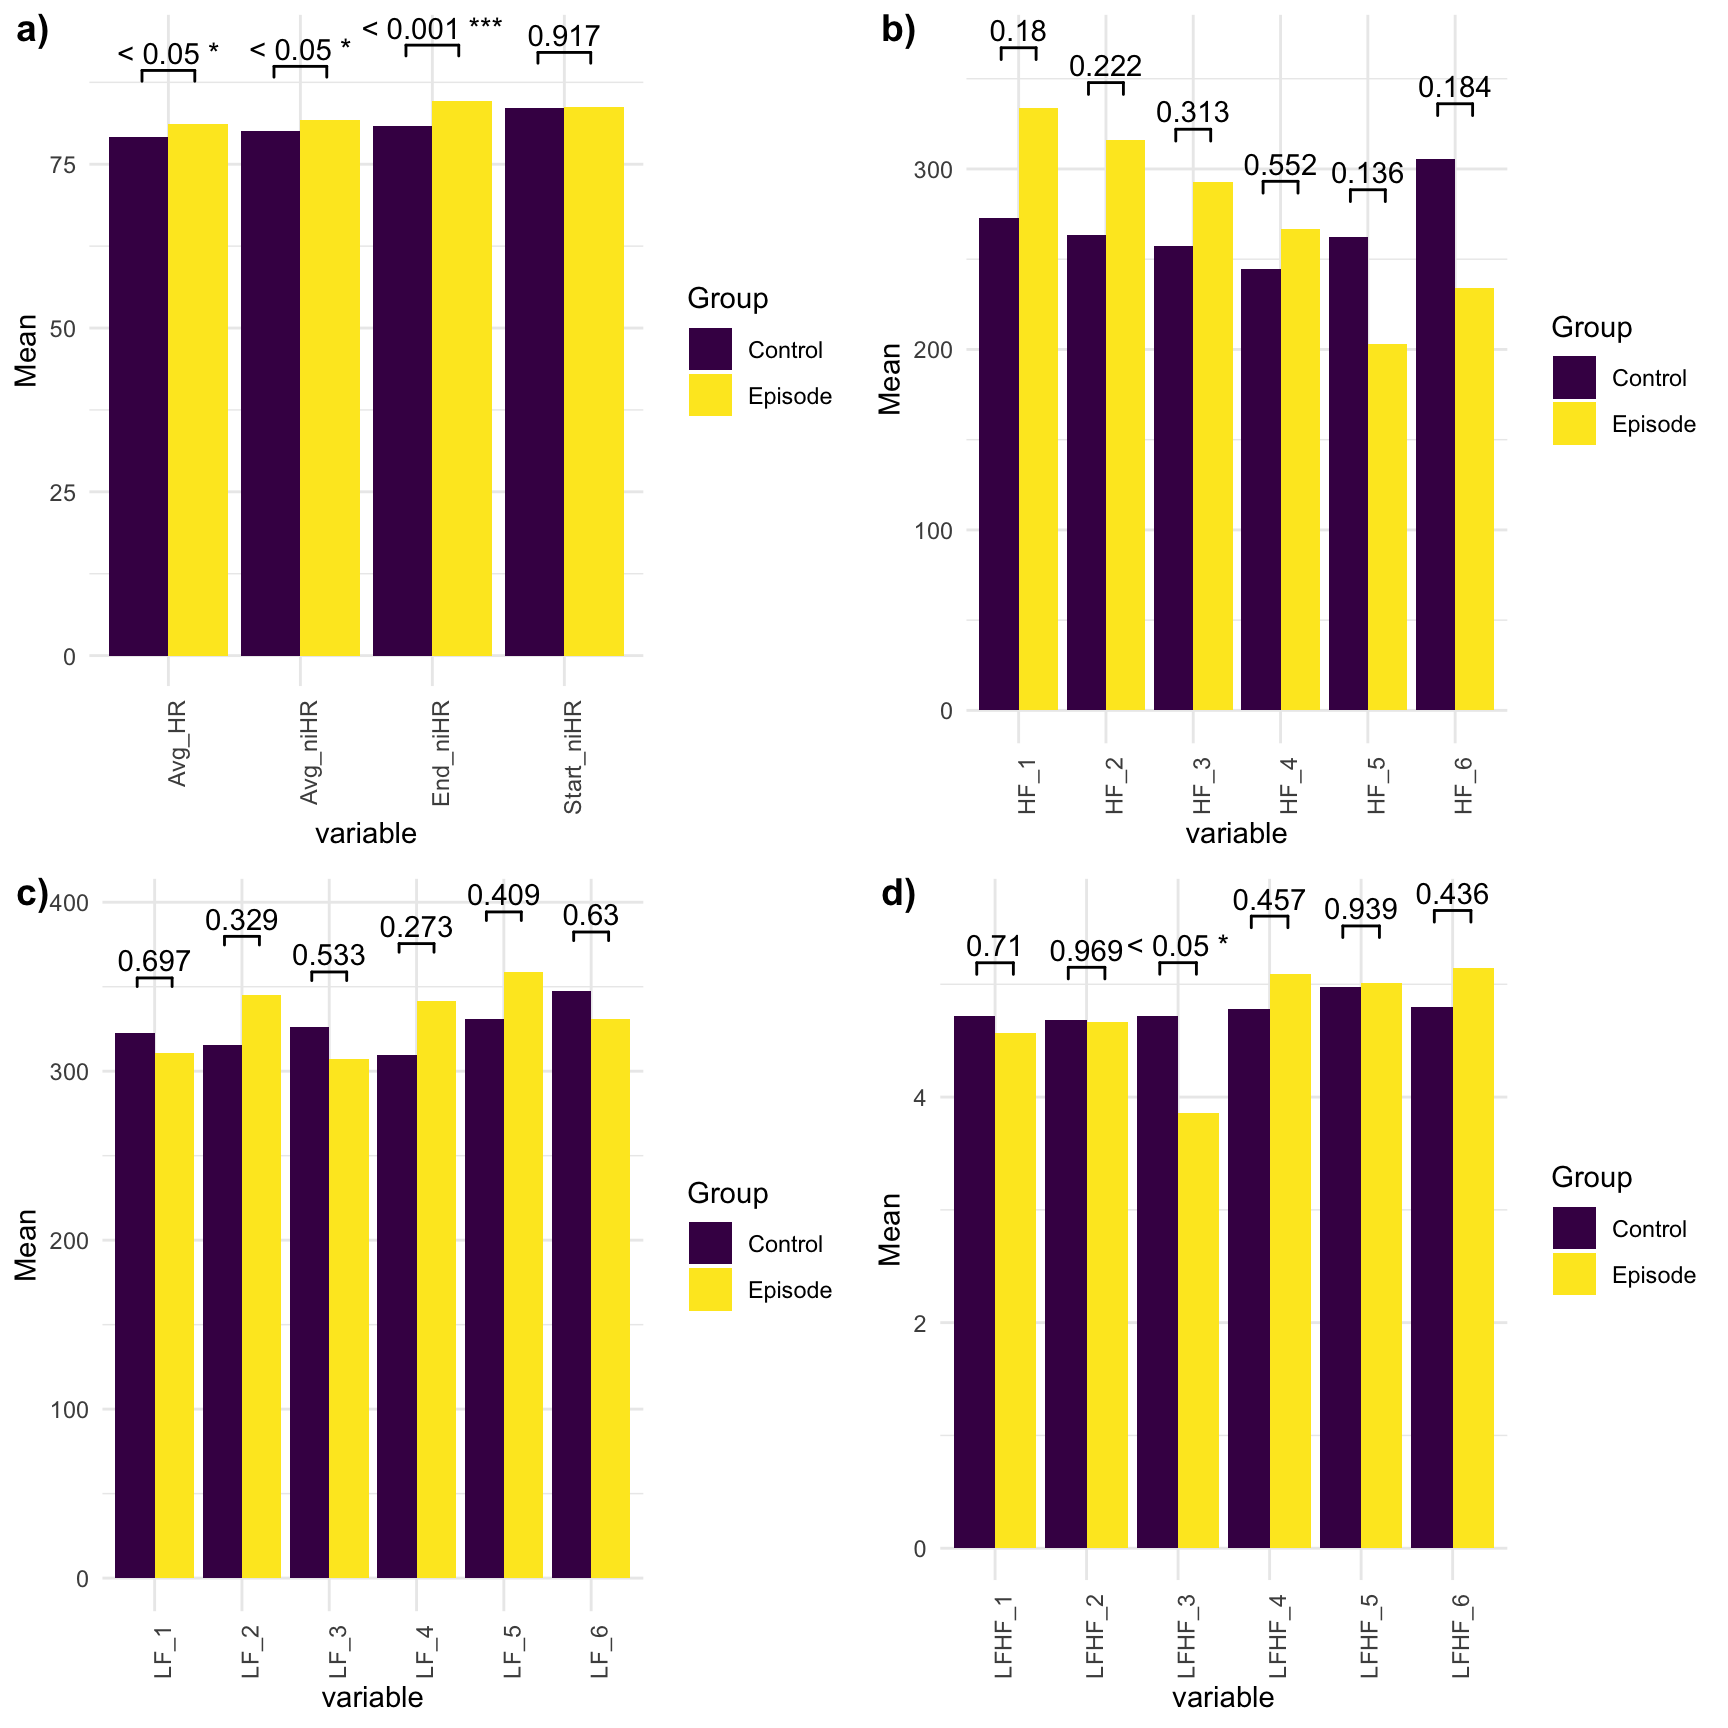 a)
< 0.05 *
< 0.05 *
< 0.001 ***
0.917
Mean
75
50
25
0
Avg_HR
Avg_niHR
End_niHR
Start_niHR
variable
Group
Control
Episode
b)
0.18
0.222
0.313
0.552
0.136
0.184
Mean
300
200
100
0
HF_1
HF_2
HF_3
HF_4
HF_5
HF_6
variable
Group
Control
Episode
c)
0.697
0.329
0.533
0.273
0.409
0.63
Mean
400
300
200
100
0
LF_1
LF_2
LF_3
LF_4
LF_5
LF_6
variable
Group
Control
Episode
d)
0.71
0.969
< 0.05 *
0.457
0.939
0.436
Mean
4
2
0
LFHF_1
LFHF_2
LFHF_3
LFHF_4
LFHF_5
LFHF_6
variable
Group
Control
Episode